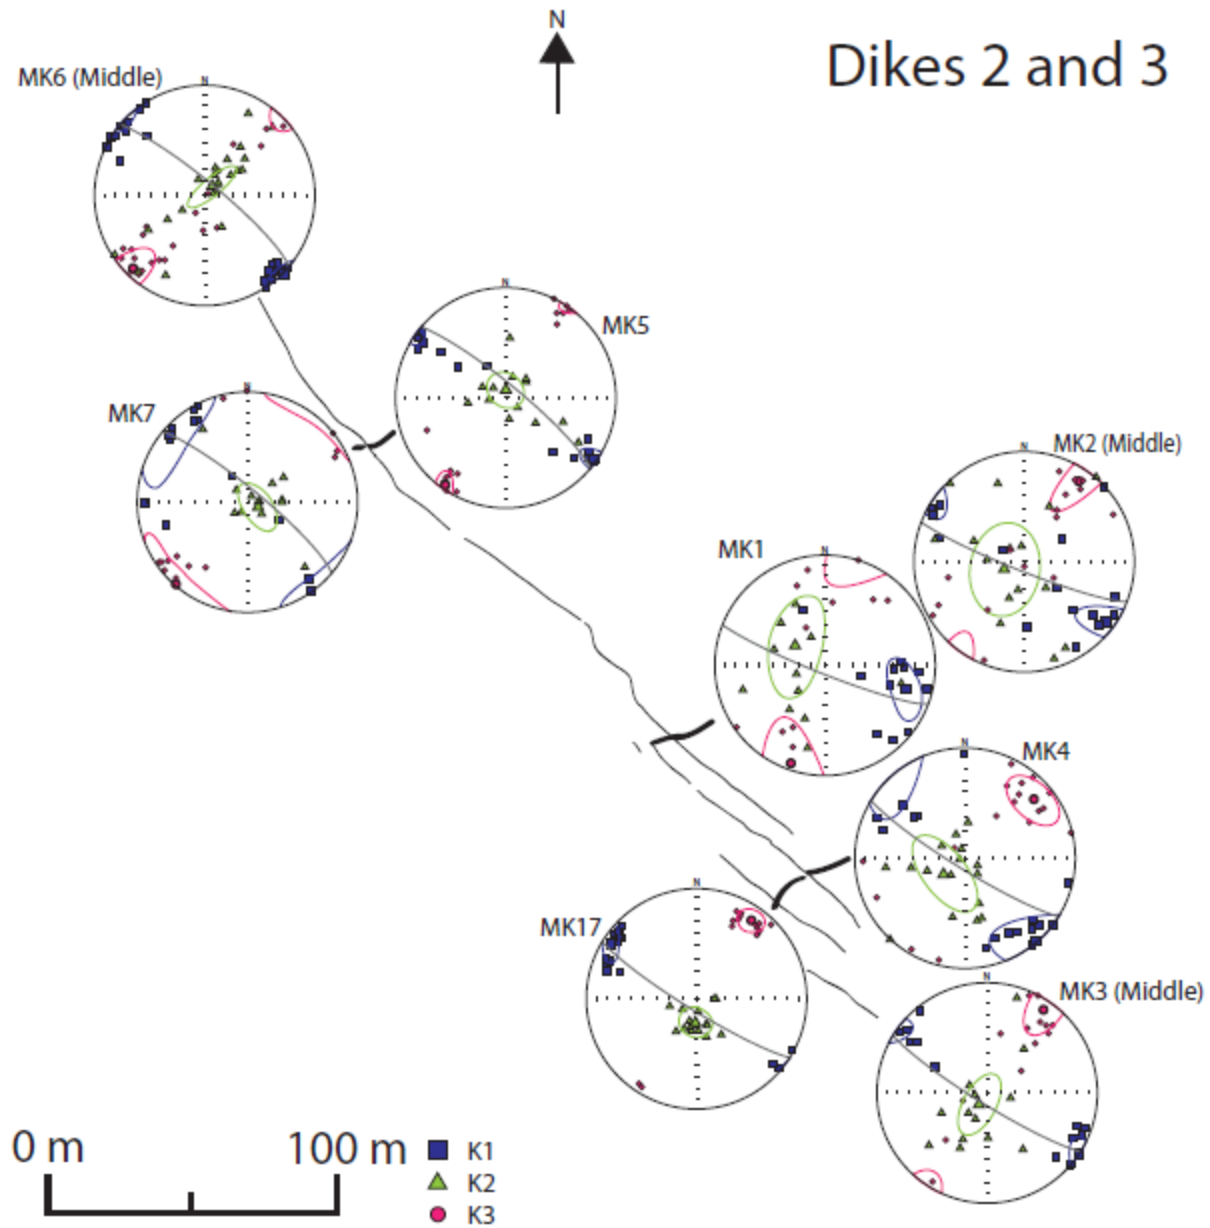 N
Dikes 2 and 3
MK6 (Middle)
N
N
MK5
N
MK7
N
MK2 (Middle)
N
MK1
N
MK4
N
MK17
N
MK3 (Middle)
0 m 100 m
K1
K2
K3